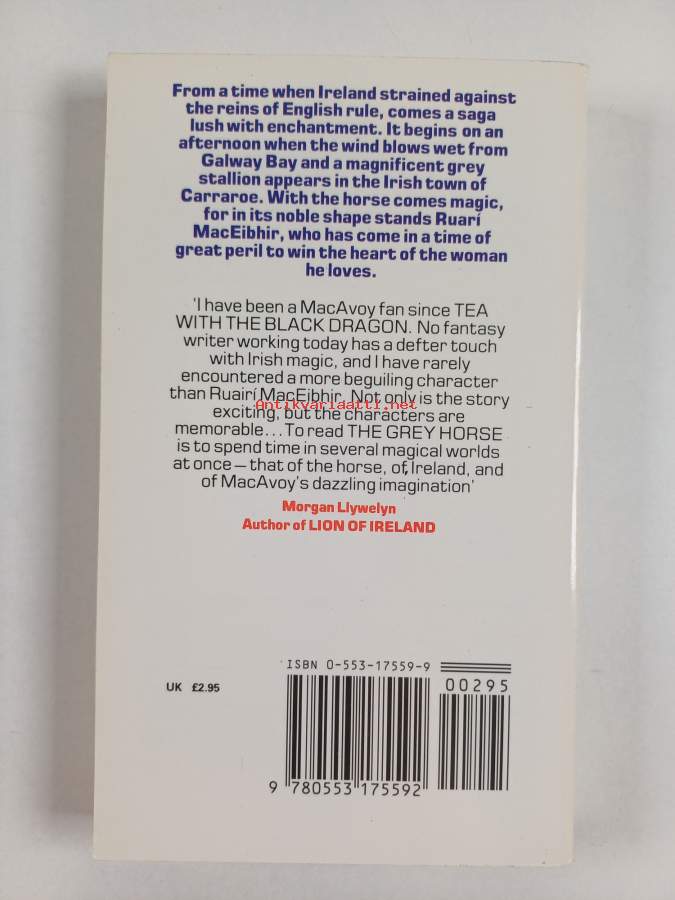 From a time when Ireland strained against
the reins of English rule, comes a saga
lush with enchantment. It begins on an
afternoon when the wind blows wet from
Galway Bay and a magnificent grey
stallion appears in the Irish town of
Carraroe. With the horse comes magic,
for in its noble shape stands Ruarí
MacEibhir, who has come in a time of
great peril to win the heart of the woman
he loves.
'I have been a MacAvoy fan since TEA
WITH THE BLACK DRAGON. No fantasy
writer working today has a defter touch
with Irish magic, and I have rarely
encountered a more beguiling character
than Ruairí MacEibhir. Not only is the story
Antikvariaatti.net
exciting, but the characters are
memorable... To read THE GREY HORSE
is to spend time in several magical worlds
at once – that of the horse, of, Ireland, and
of MacAvoy's dazzling imagination'
Morgan Llywelyn
Author of LION OF IRELAND
ISBN 0-553-17559-9
00295
UK £2.95
9 780553 175592